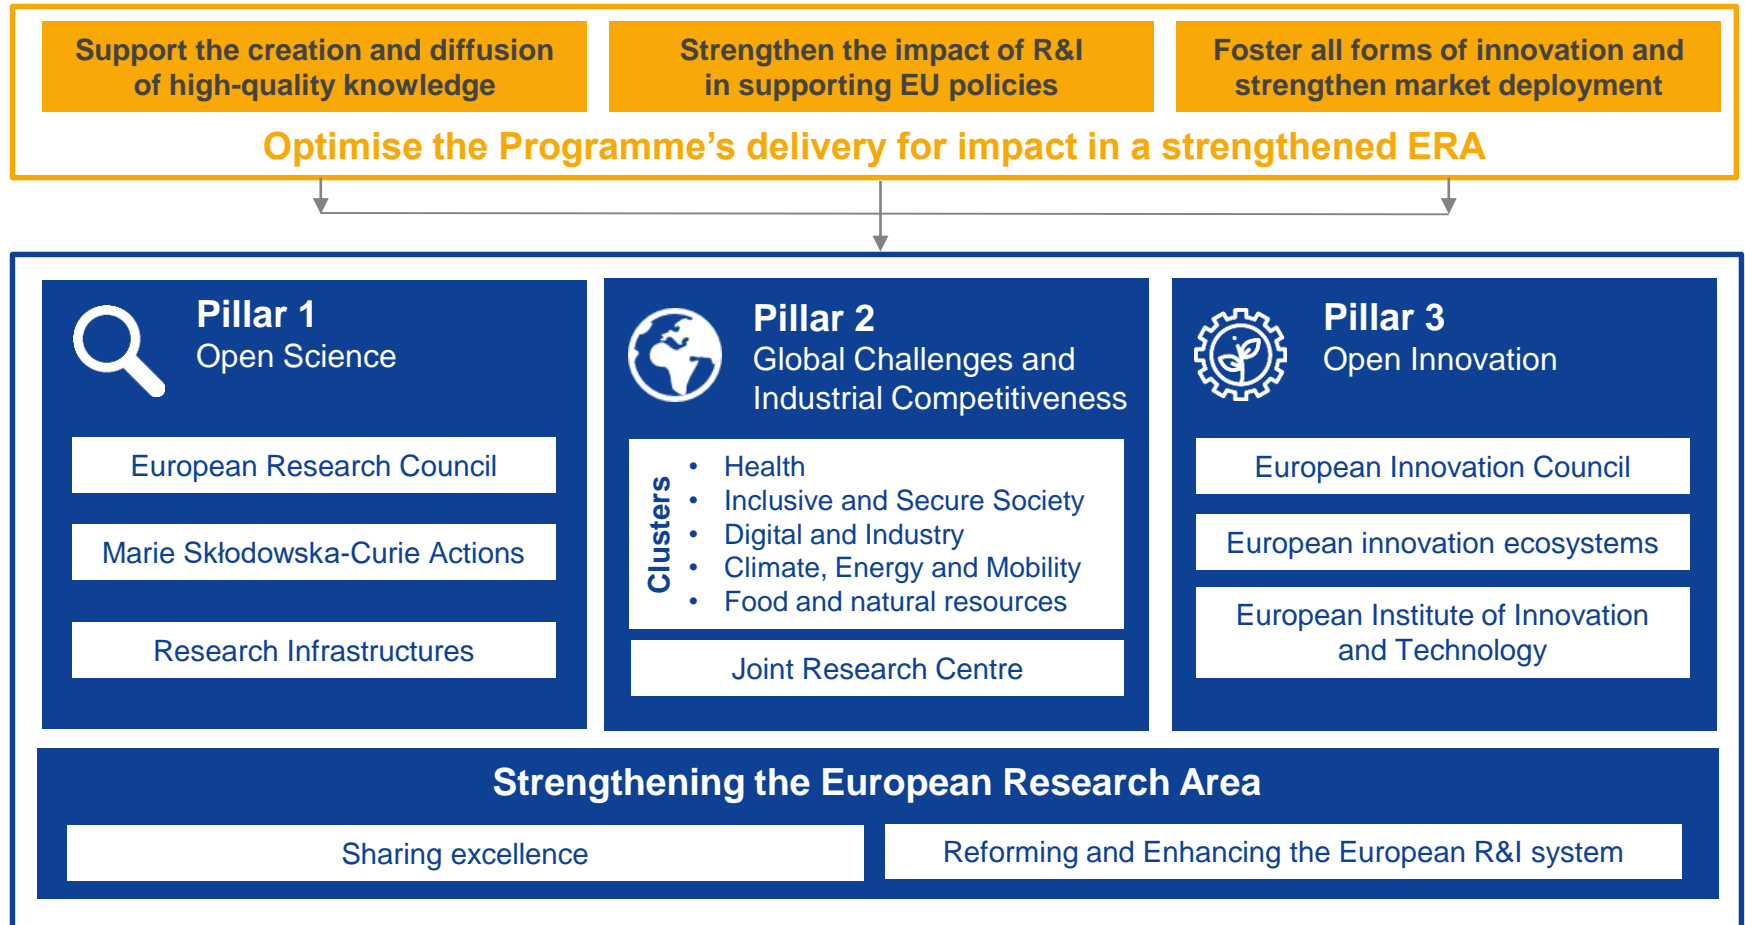 Support the creation and diffusion
of high-quality knowledge
Strengthen the impact of R&I
in supporting EU policies
Foster all forms of innovation and
strengthen market deployment
Optimise the Programme’s delivery for impact in a strengthened ERA
Pillar 1
Open Science
European Research Council
Marie Skłodowska-Curie Actions
Research Infrastructures
Pillar 2
Global Challenges and
Industrial Competitiveness
Clusters
• Health
• Inclusive and Secure Society
• Digital and Industry
• Climate, Energy and Mobility
• Food and natural resources
Joint Research Centre
Pillar 3
Open Innovation
European Innovation Council
European innovation ecosystems
European Institute of Innovation
and Technology
Strengthening the European Research Area
Sharing excellence
Reforming and Enhancing the European R&I system